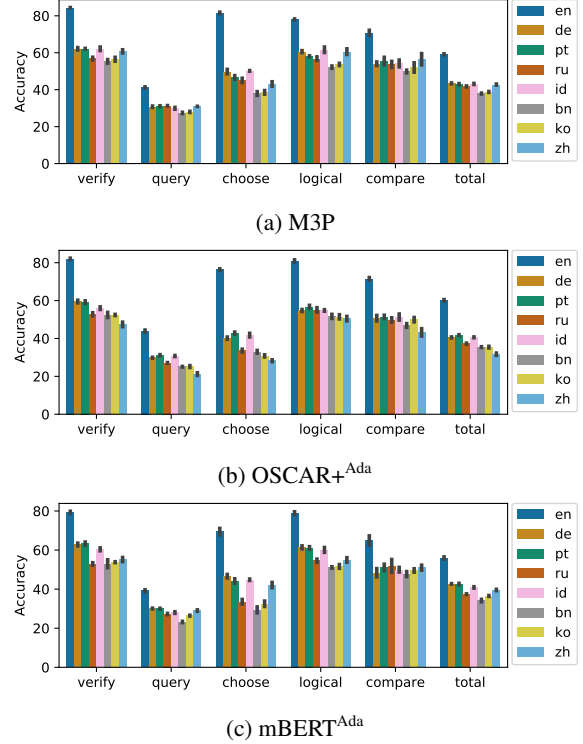 Accuracy
80
60
40
20
0
verify query choose logical compare total
en
de
pt
ru
id
bn
ko
zh
(a) M3P
Accuracy
80
60
40
20
0
verify query choose logical compare total
en
de
pt
ru
id
bn
ko
zh
(b) OSCAR+Ada
Accuracy
80
60
40
20
0
verify query choose logical compare total
en
de
pt
ru
id
bn
ko
zh
(c) mBERTAda